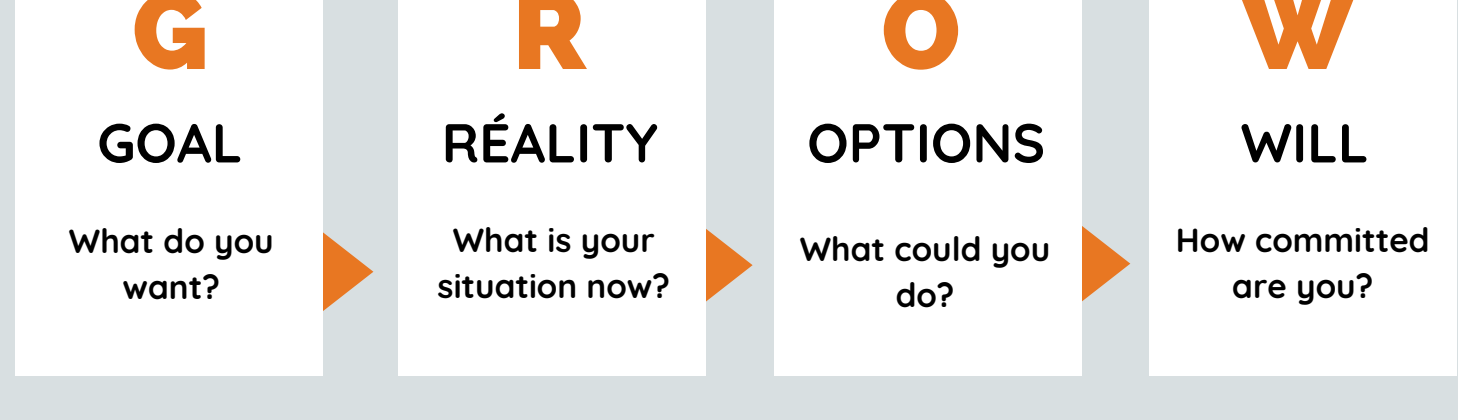 G
GOAL
What do you
want?
R
RÉALITY
What is your
situation now?
O
OPTIONS
What could you
do?
W
WILL
How committed
are you?